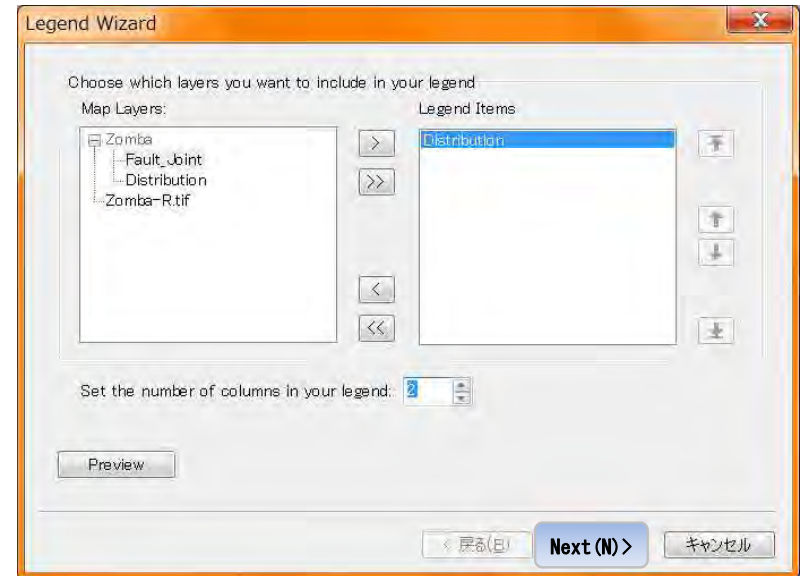 Legend Wizard
X
Choose which layers you want to include in your legend
Map Layers:
Legend Items
Zomba
Fault_Joint
Distribution
Zomba-R.tif
>
>>
<
<<
Distribution
Set the number of columns in your legend:
2
Preview
< 戻る(B)
Next(N)>
キャンセル